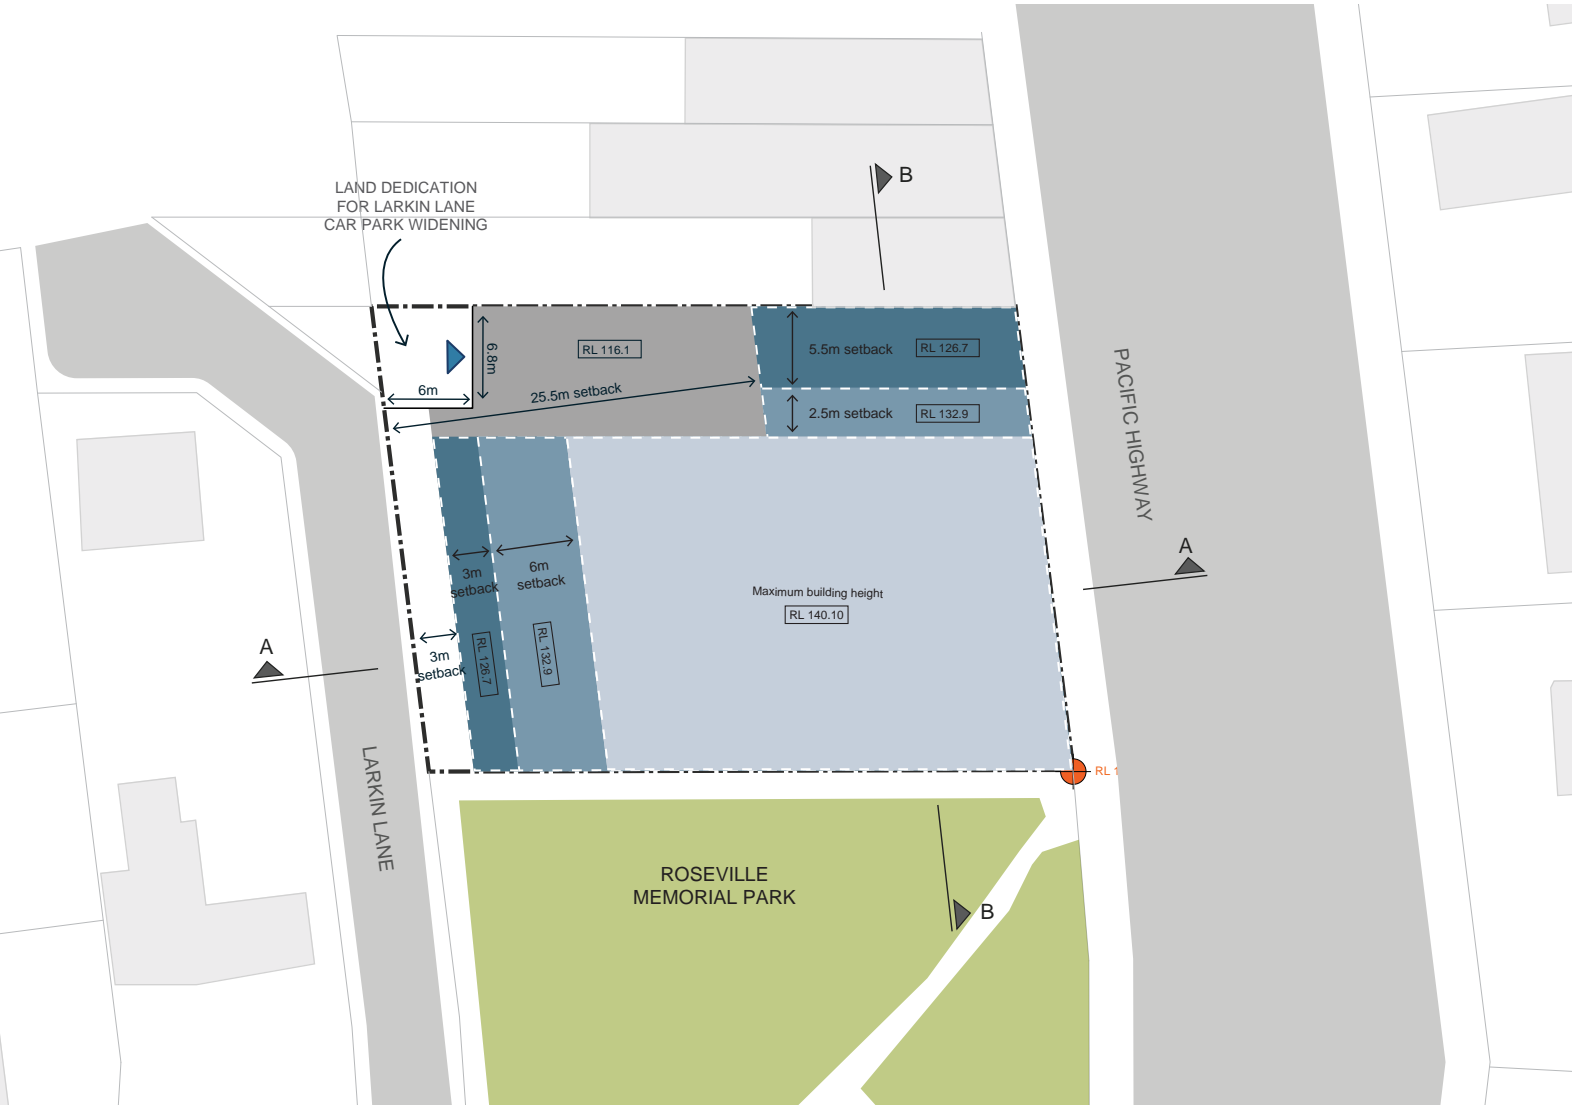 B
LAND DEDICATION
FOR LARKIN LANE
CAR PARK WIDENING
6.8m
RL 116.1
5.5m setback
RL 126.7
6m
25.5m setback
2.5m setback
RL 132.9
PACIFIC HIGHWAY
A
3m
setback
6m
setback
Maximum building height
RL 140.10
A
3m
setback
RL 126.7
RL 132.9
LARKIN LANE
RL 1
ROSEVILLE
MEMORIAL PARK
B